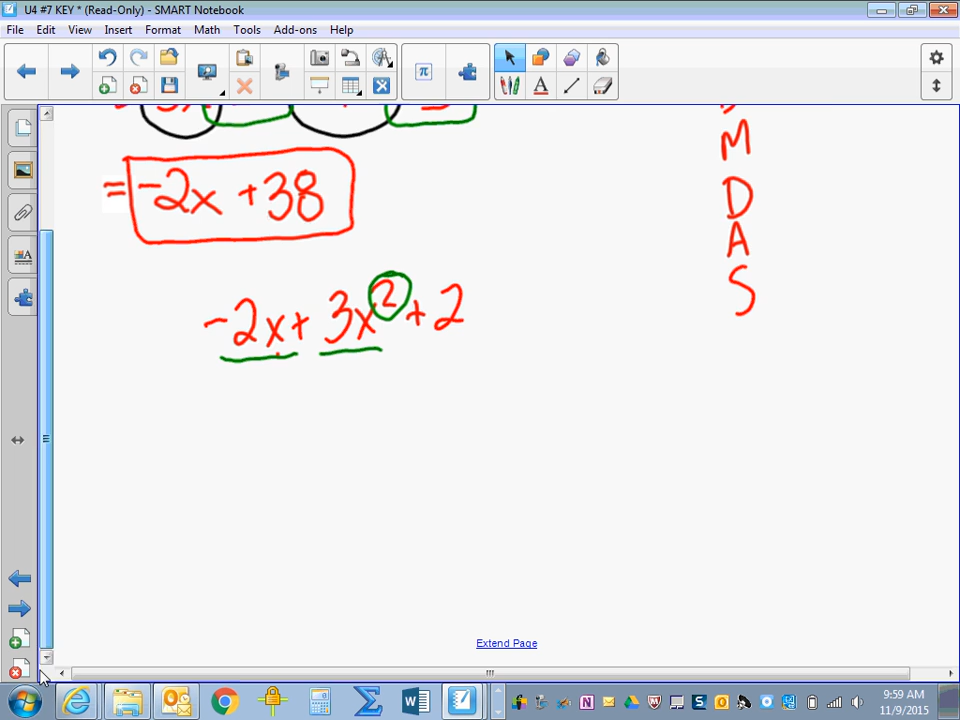 U4 #7 KEY * (Read-Only) - SMART Notebook
File Edit View Insert Format Math Tools Add-ons Help
M
= -2x + 38
D
A
S
-2x + 3x² + 2
Extend Page
9:59 AM
11/9/2015